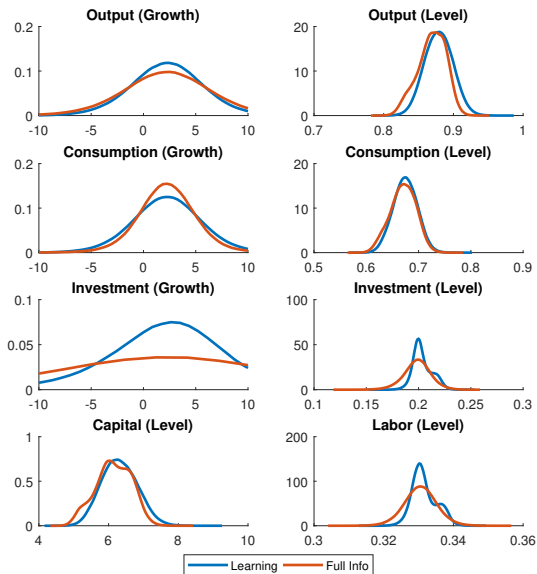 Output (Growth)
0.2
0.1
0
-10 -5 0 5 10
Output (Level)
20
10
0
0.7 0.8 0.9 1
Consumption (Growth)
0.2
0.1
0
-10 -5 0 5 10
Consumption (Level)
20
10
0
0.5 0.6 0.7 0.8 0.9
Investment (Growth)
0.1
0.05
0
-10 -5 0 5 10
Investment (Level)
100
50
0
0.1 0.15 0.2 0.25 0.3
Capital (Level)
1
0.5
0
4 6 8 10
Labor (Level)
200
100
0
0.3 0.32 0.34 0.36
Learning Full Info